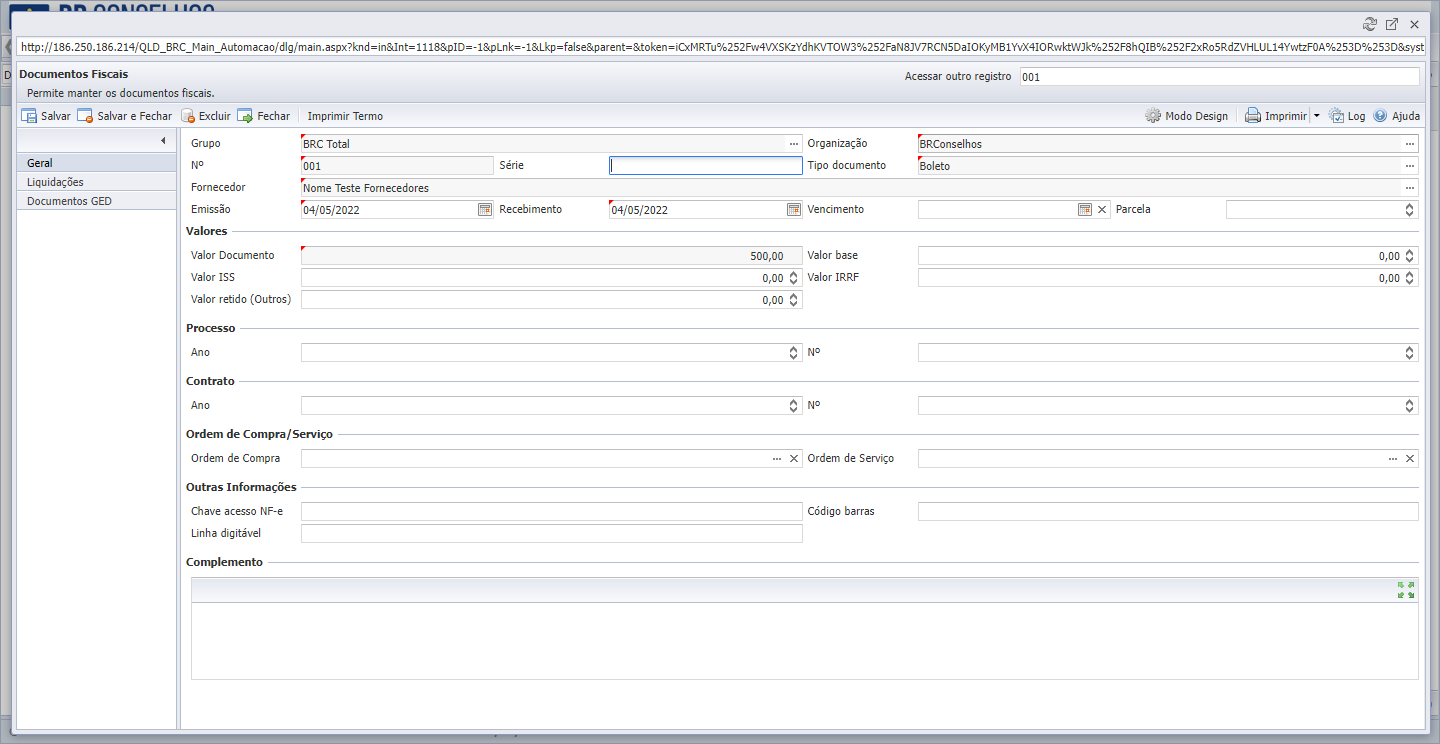 BR CONSELHOS
http://186.250.186.214/QLD_BRC_Main_Automacao/dlg/main.aspx?knd=in&Int=1118&pID=-1&pLnk=-1&Lkp=false&parent=&token=iCxMRTu%252Fw4VXSKzYdhKVTOW3%252FaN8JV7RCN5DaIOKyMB1YvX4IORwktWJk%252F8hQIB%252F2xRo5RdZVHLUL14YwtzF0A%253D%253D&syst
Documentos Fiscais
Acessar outro registro 001
Permite manter os documentos fiscais.
Salvar Salvar e Fechar Excluir Fechar Imprimir Termo Modo Design Imprimir Log Ajuda
Geral
Liquidações
Documentos GED
Grupo BRC Total ... Organização BRConselhos ...
Nº 001 Série Tipo documento Boleto ...
Fornecedor Nome Teste Fornecedores ...
Emissão 04/05/2022 Recebimento 04/05/2022 Vencimento Parcela
Valores
Valor Documento 500,00 Valor base 0,00
Valor ISS 0,00 Valor IRRF 0,00
Valor retido (Outros) 0,00
Processo
Ano Nº
Contrato
Ano Nº
Ordem de Compra/Serviço
Ordem de Compra ... Ordem de Serviço ...
Outras Informações
Chave acesso NF-e Código barras
Linha digitável
Complemento